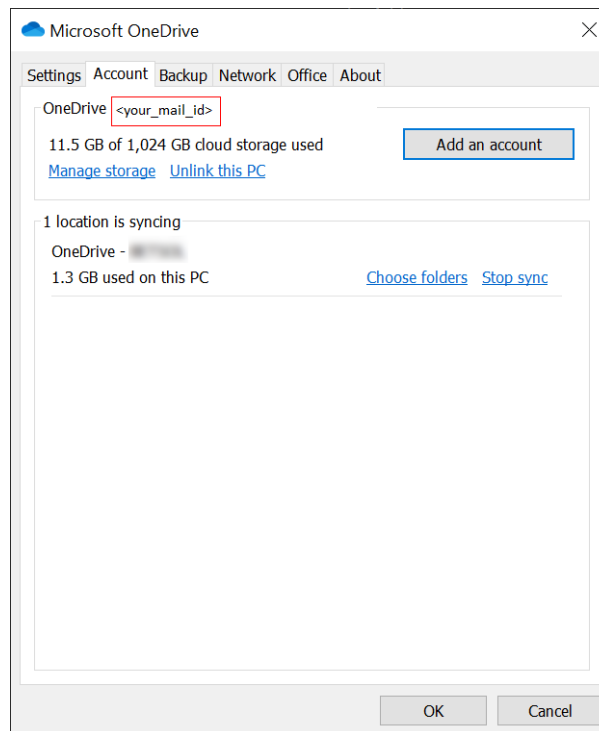 Microsoft OneDrive
Settings Account Backup Network Office About
OneDrive <your_mail_id>
11.5 GB of 1,024 GB cloud storage used
Add an account
Manage storage Unlink this PC
1 location is syncing
OneDrive -
1.3 GB used on this PC
Choose folders Stop sync
OK Cancel